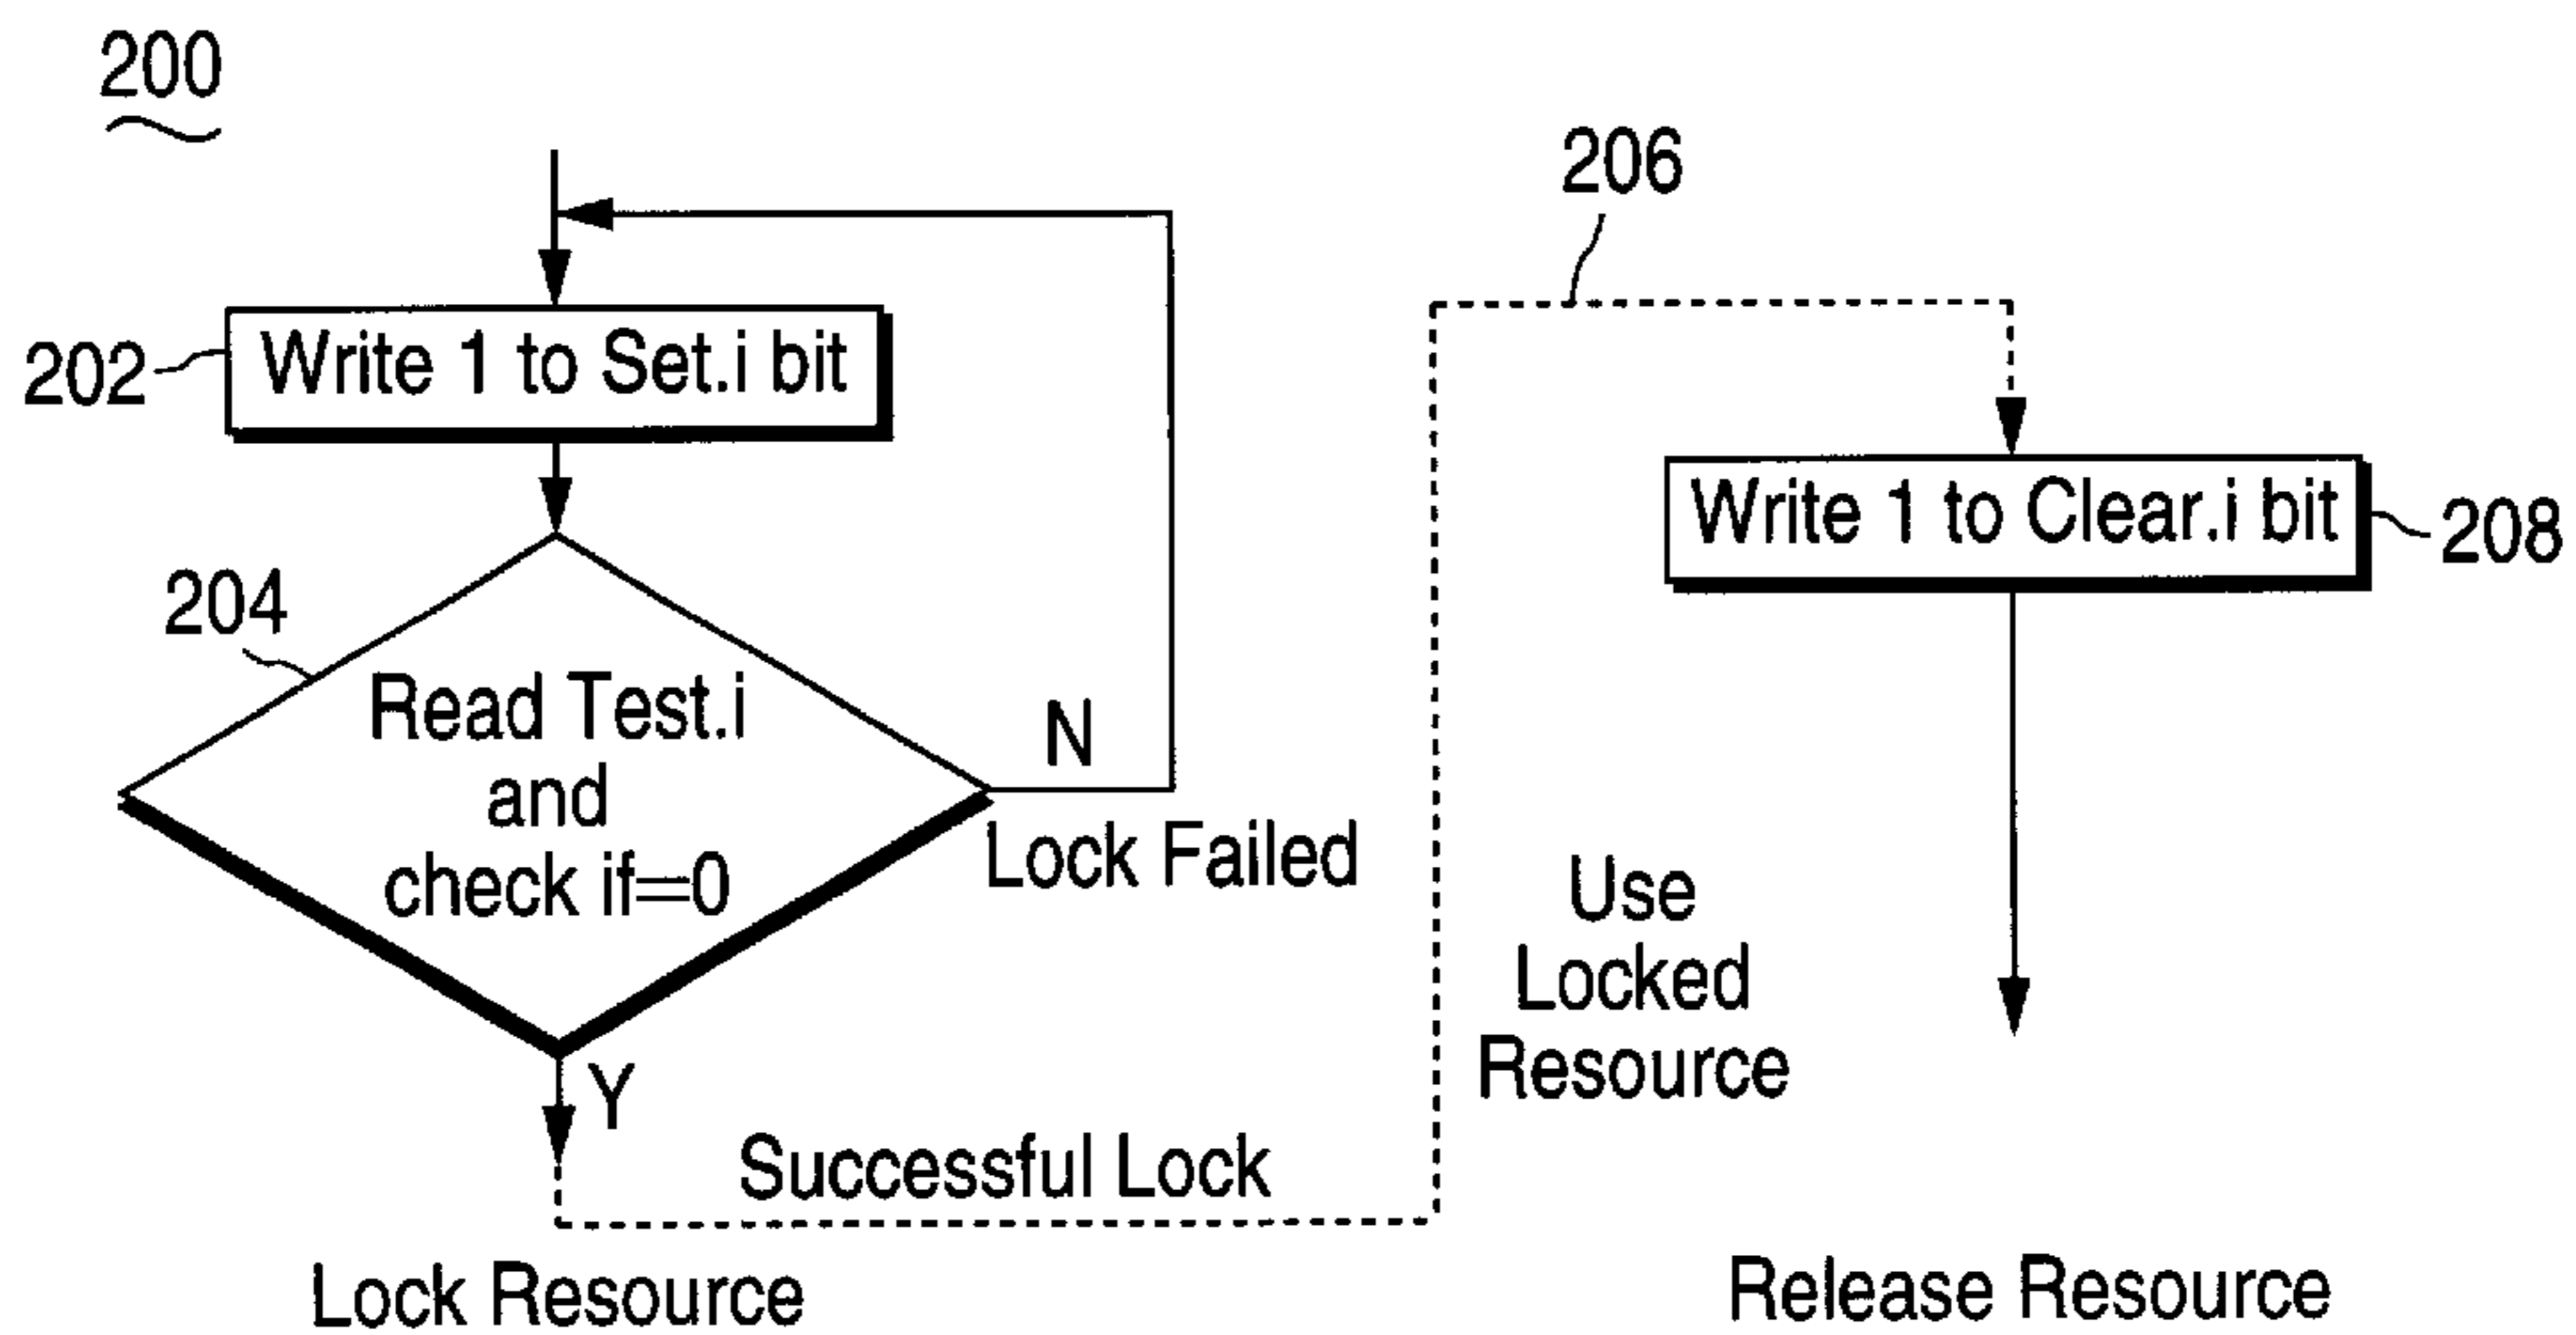 200
206
202
Write 1 to Set.i bit
Write 1 to Clear.i bit
208
204
Read Test.i
and
check if=0
N
Lock Failed
Use
Locked
Resource
Y
Successful Lock
Lock Resource
Release Resource